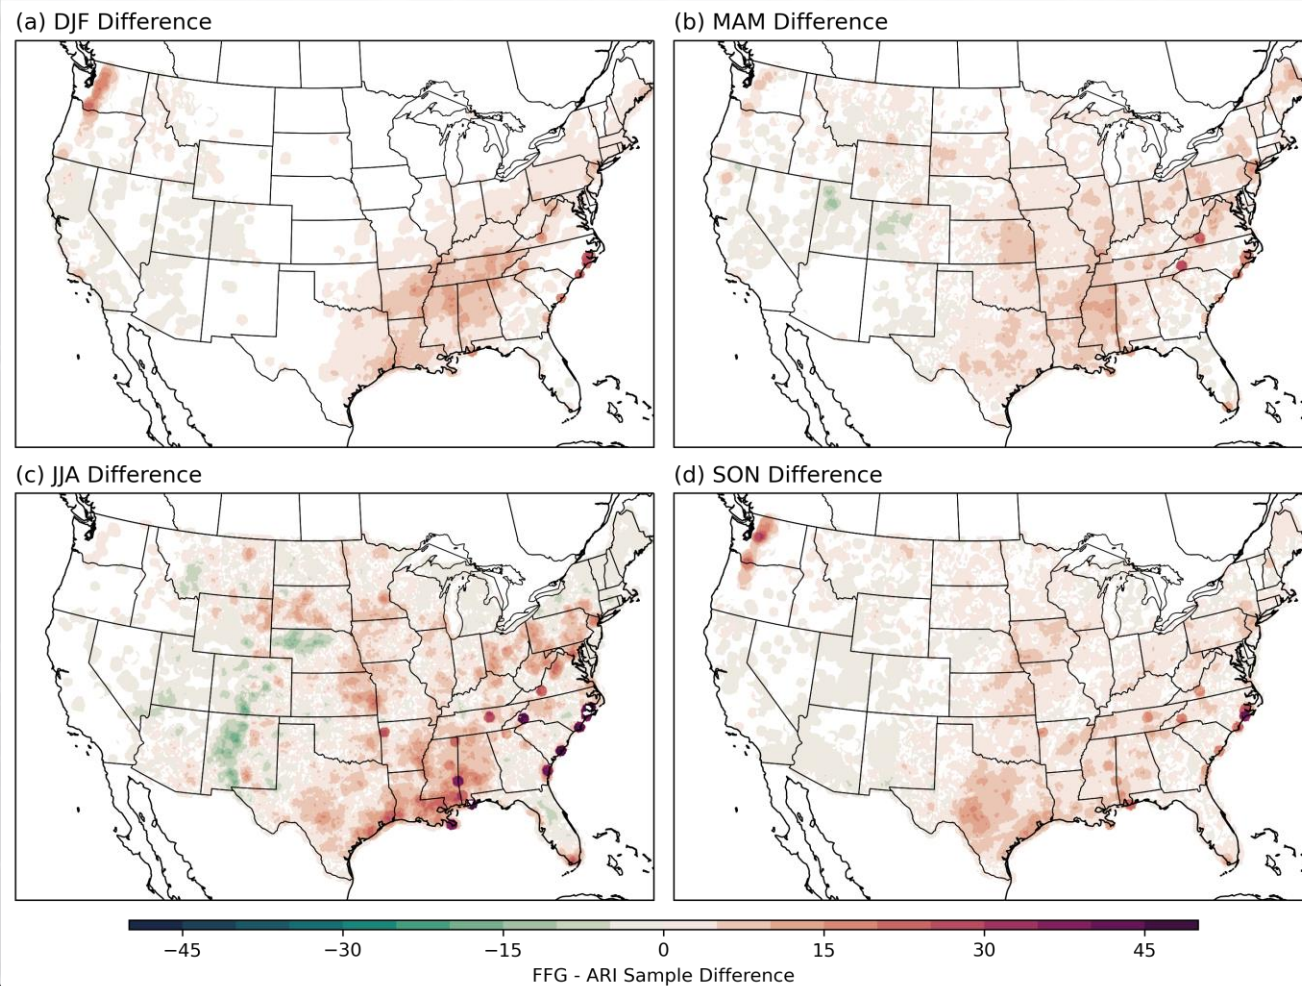 (a) DJF Difference
(b) MAM Difference
(c) JJA Difference
(d) SON Difference
−45 −30 −15 0 15 30 45
FFG - ARI Sample Difference